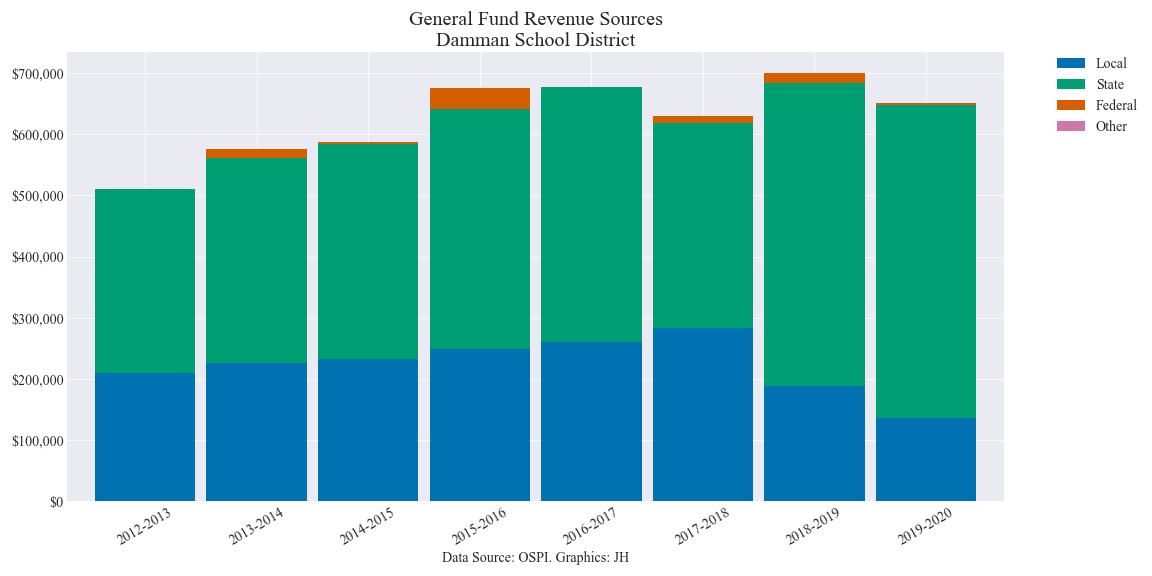 General Fund Revenue Sources
Damman School District
$700,000
$600,000
$500,000
$400,000
$300,000
$200,000
$100,000
$0
2012-2013
2013-2014
2014-2015
2015-2016
2016-2017
2017-2018
2018-2019
2019-2020
Data Source: OSPI. Graphics: JH
Local
State
Federal
Other